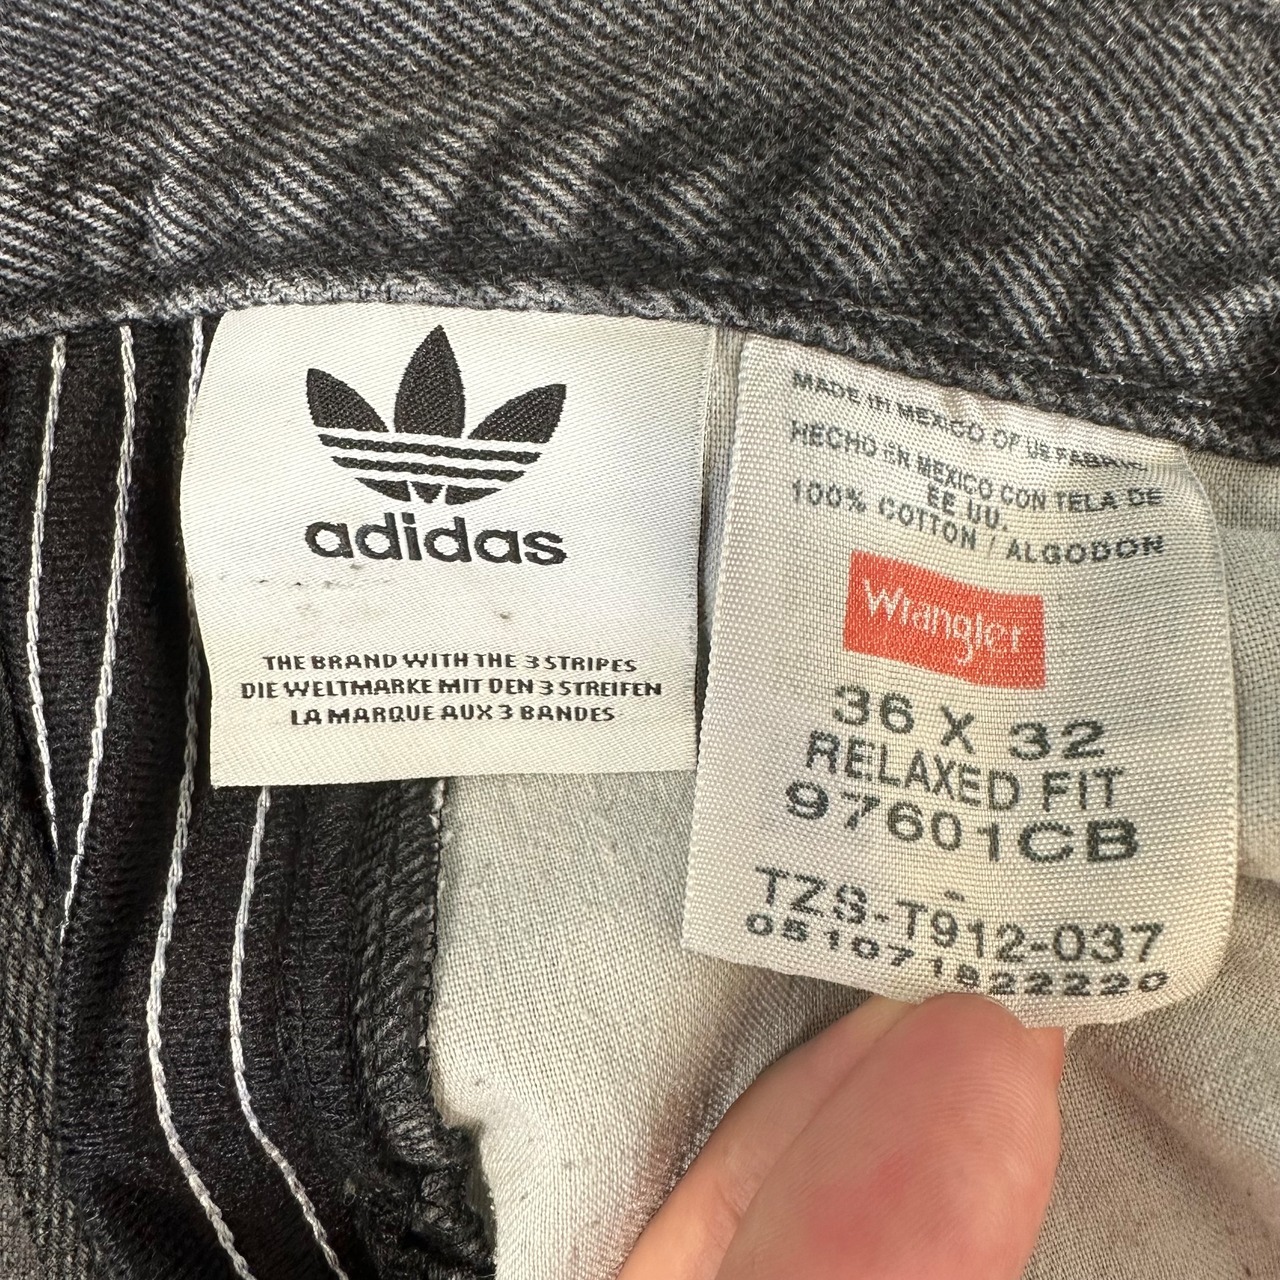 adidas
THE BRAND WITH THE 3 STRIPES
DIE WELTMARKE MIT DEN 3 STREIFEN
LA MARQUE AUX 3 BANDES
MADE IN MEXICO OF US FABRIC
HECHO EN MEXICO CON TELA DE
EE UU.
100% COTTON / ALGODON
Wrangler
36 X 32
RELAXED FIT
97601CB
TZS-T912-037
051071822220